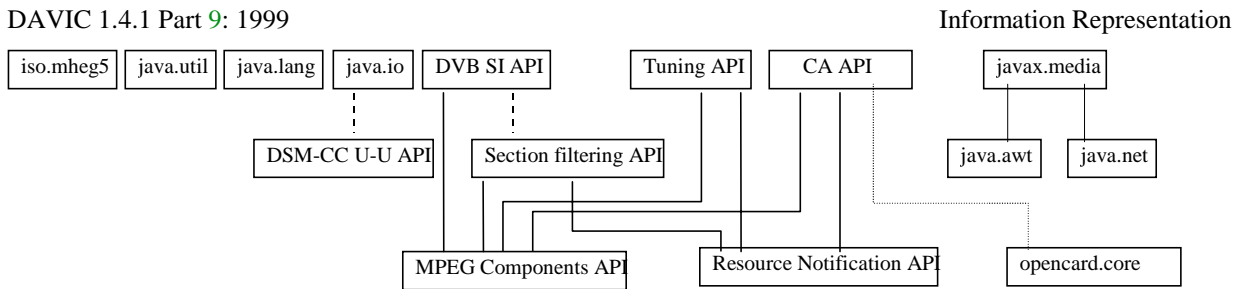 DAVIC 1.4.1 Part 9: 1999 Information Representation
iso.mheg5 java.util java.lang java.io DVB SI API Tuning API CA API javax.media
DSM-CC U-U API Section filtering API java.awt java.net
MPEG Components API Resource Notification API opencard.core